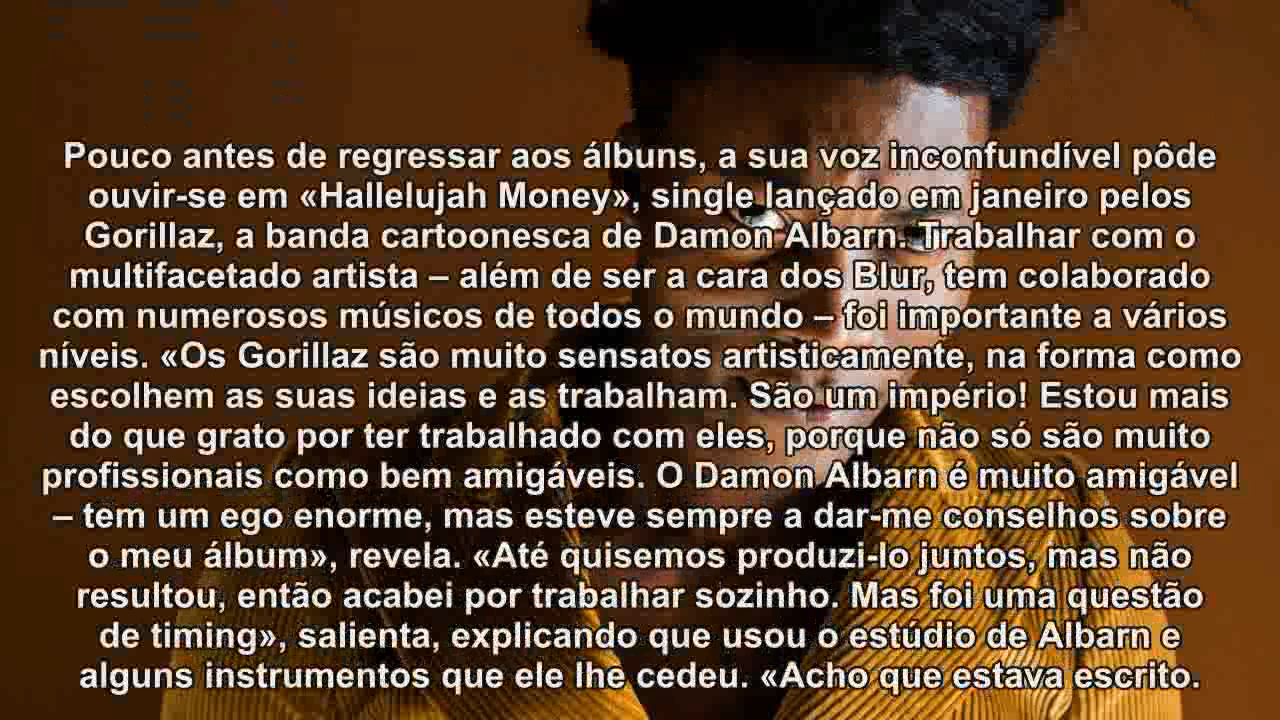 Pouco antes de regressar aos álbuns, a sua voz inconfundível pôde
ouvir-se em «Hallelujah Money», single lançado em janeiro pelos
Gorillaz, a banda cartoonesca de Damon Albarn. Trabalhar com o
multifacetado artista – além de ser a cara dos Blur, tem colaborado
com numerosos músicos de todos o mundo – foi importante a vários
níveis. «Os Gorillaz são muito sensatos artisticamente, na forma como
escolhem as suas ideias e as trabalham. São um império! Estou mais
do que grato por ter trabalhado com eles, porque não só são muito
profissionais como bem amigáveis. O Damon Albarn é muito amigável
– tem um ego enorme, mas esteve sempre a dar-me conselhos sobre
o meu álbum», revela. «Até quisemos produzi-lo juntos, mas não
resultou, então acabei por trabalhar sozinho. Mas foi uma questão
de timing», salienta, explicando que usou o estúdio de Albarn e
alguns instrumentos que ele lhe cedeu. «Acho que estava escrito.